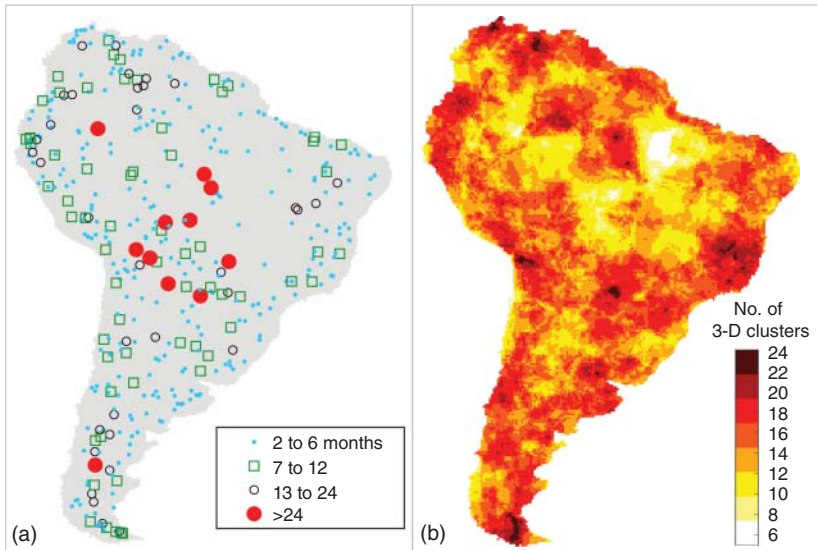 2 to 6 months
7 to 12
13 to 24
>24
(a)
No. of
3-D clusters
24
22
20
18
16
14
12
10
8
6
(b)